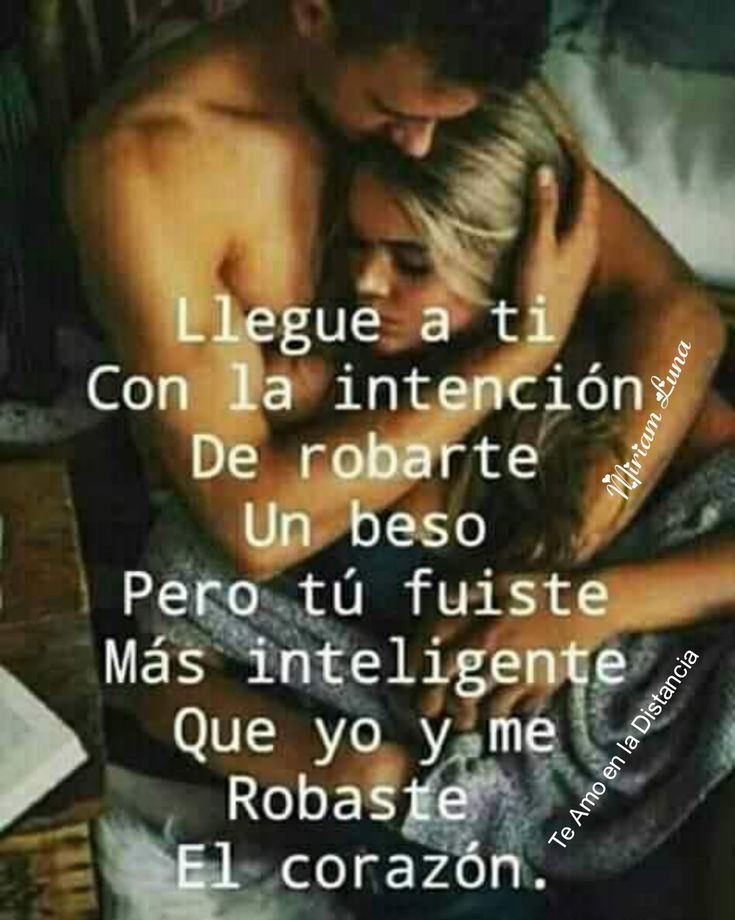 Llegue a ti
Con la intención
De robarte
Un beso
Pero tú fuiste
Más inteligente
Que yo y me
Robaste
El corazón.
Miriam Luna
Te Amo en la Distancia